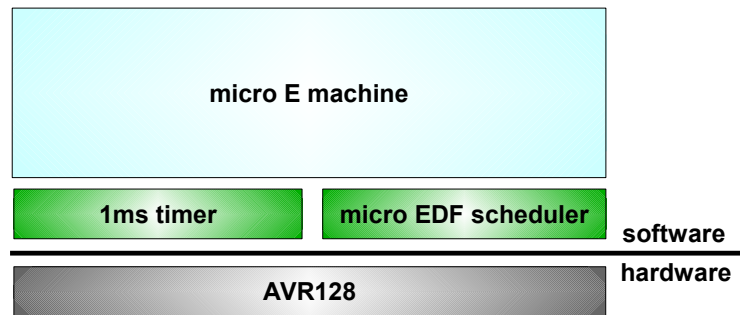 micro E machine
1ms timer
micro EDF scheduler
software
hardware
AVR128